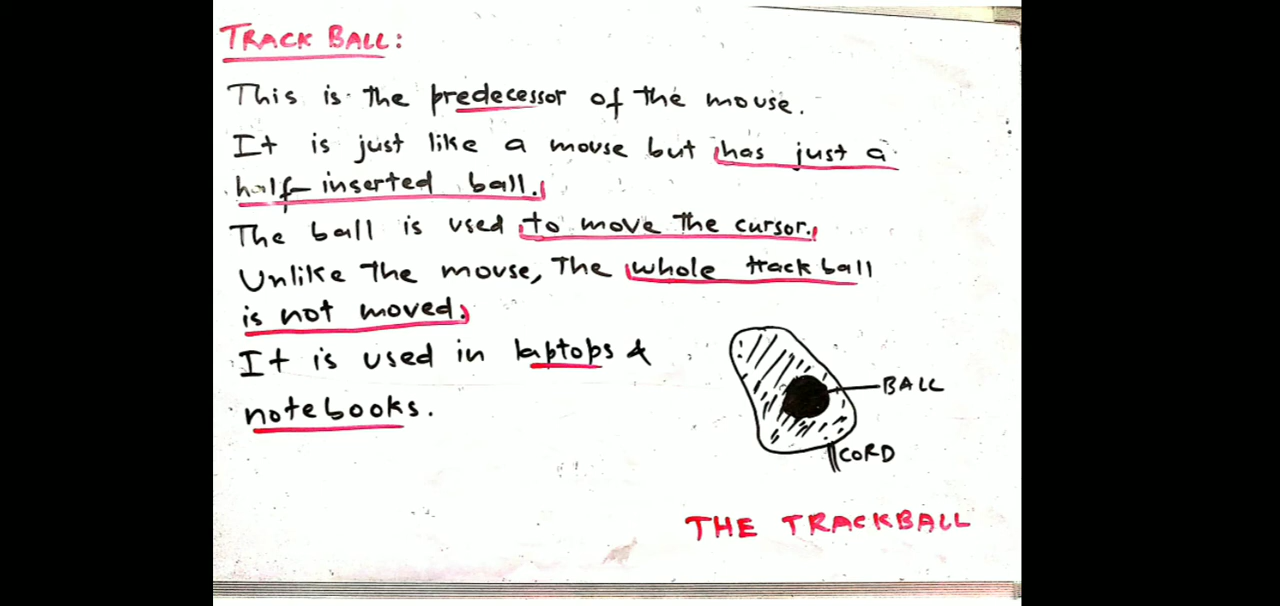 TRACK BALL:
This is the predecessor of the mouse.
It is just like a mouse but has just a
half-inserted ball.
The ball is used to move the cursor.
Unlike the mouse, the whole track ball
is not moved.
It is used in laptops &
notebooks.
BALL
CORD
THE TRACKBALL